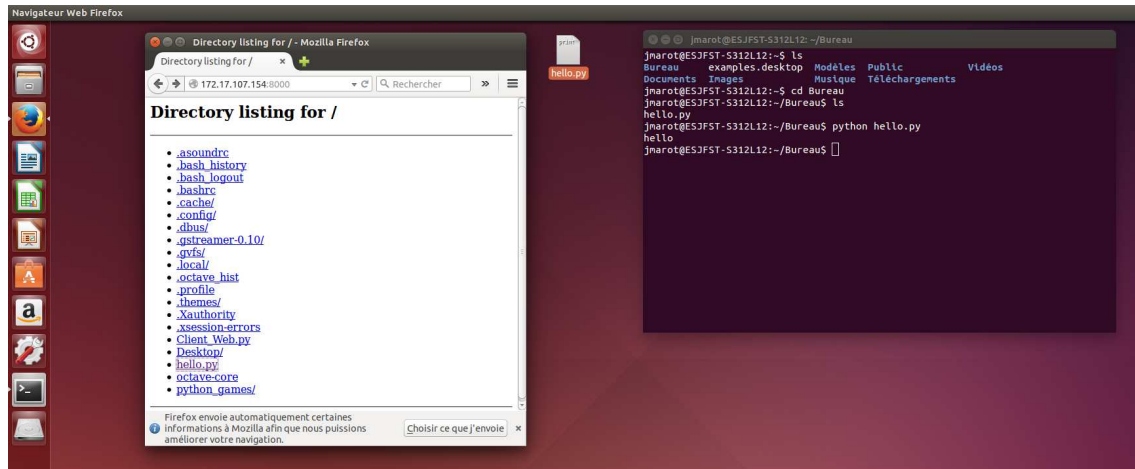 Navigateur Web Firefox
Directory listing for / - Mozilla Firefox
Directory listing for /
172.17.107.154:8000
Rechercher
Directory listing for /
.asoundrc
.bash_history
.bash_logout
.bashrc
.cache/
.config/
.dbus/
.gstreamer-0.10/
.gvfs/
.local/
.octave_hist
.profile
.themes/
.Xauthority
.xsession-errors
Client_Web.py
Desktop/
hello.py
octave-core
python_games/
Firefox envoie automatiquement certaines
informations à Mozilla afin que nous puissions
améliorer votre navigation.
Choisir ce que j'envoie
print
hello.py
jmarot@ESJFST-S312L12: ~/Bureau
jmarot@ESJFST-S312L12:~$ ls
Bureau examples.desktop Modèles Public Vidéos
Documents Images Musique Téléchargements
jmarot@ESJFST-S312L12:~$ cd Bureau
jmarot@ESJFST-S312L12:~/Bureau$ ls
hello.py
jmarot@ESJFST-S312L12:~/Bureau$ python hello.py
hello
jmarot@ESJFST-S312L12:~/Bureau$